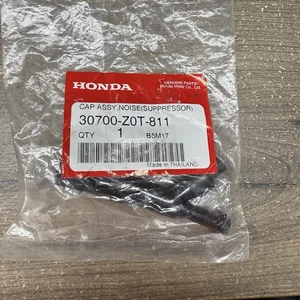 HONDA
GENUINE PARTS
Honda Motor Co., Ltd.
CAP ASSY,NOISE(SUPPRESSOR)
30700-Z0T-811
QTY 1 B5M17
Made in THAILAND